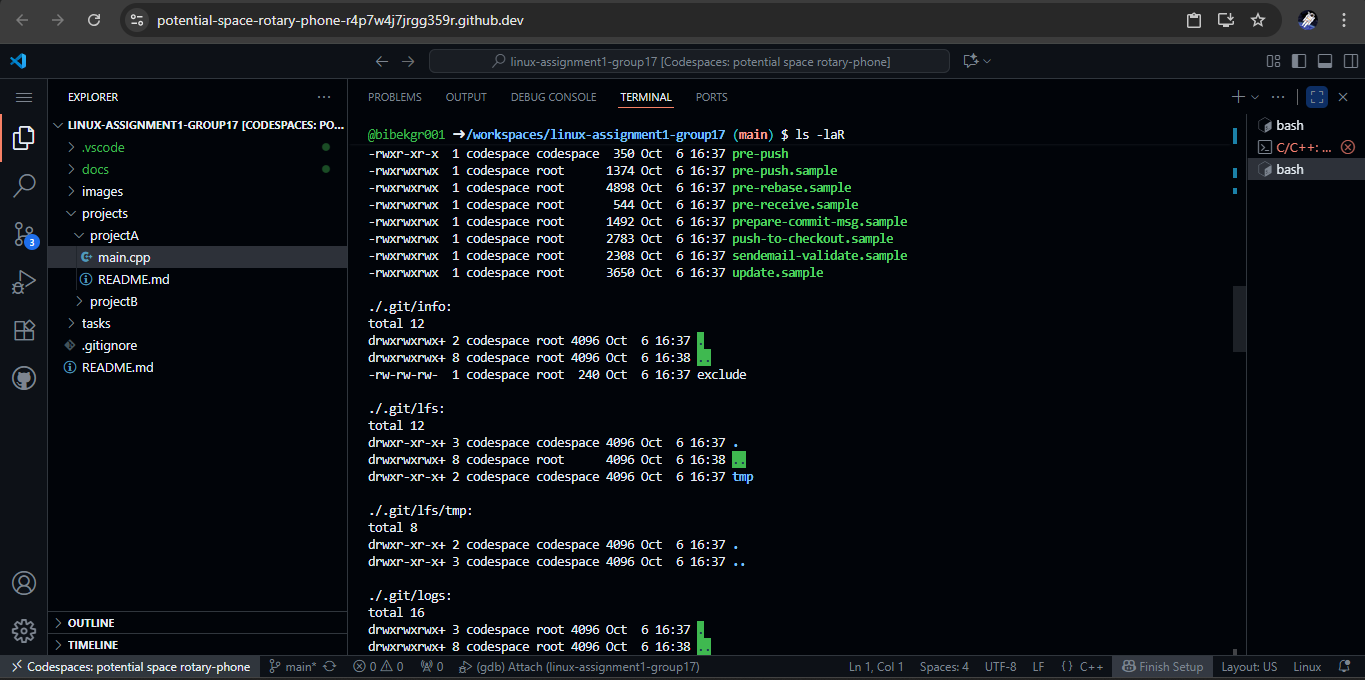 potential-space-rotary-phone-r4p7w4j7jrgg359r.github.dev
linux-assignment1-group17 [Codespaces: potential space rotary-phone]
EXPLORER
LINUX-ASSIGNMENT1-GROUP17 [CODESPACES: PO...
.vscode
docs
images
projects
projectA
main.cpp
README.md
projectB
tasks
.gitignore
README.md
OUTLINE
TIMELINE
3
PROBLEMS OUTPUT DEBUG CONSOLE TERMINAL PORTS
@bibekgr001 ➜/workspaces/linux-assignment1-group17 (main) $ ls -laR
-rwxr-xr-x 1 codespace codespace 350 Oct 6 16:37 pre-push
-rwxrwxrwx 1 codespace root 1374 Oct 6 16:37 pre-push.sample
-rwxrwxrwx 1 codespace root 4898 Oct 6 16:37 pre-rebase.sample
-rwxrwxrwx 1 codespace root 544 Oct 6 16:37 pre-receive.sample
-rwxrwxrwx 1 codespace root 1492 Oct 6 16:37 prepare-commit-msg.sample
-rwxrwxrwx 1 codespace root 2783 Oct 6 16:37 push-to-checkout.sample
-rwxrwxrwx 1 codespace root 2308 Oct 6 16:37 sendemail-validate.sample
-rwxrwxrwx 1 codespace root 3650 Oct 6 16:37 update.sample
./.git/info:
total 12
drwxrwxrwx+ 2 codespace root 4096 Oct 6 16:37 .
drwxrwxrwx+ 8 codespace root 4096 Oct 6 16:38 ..
-rw-rw-rw- 1 codespace root 240 Oct 6 16:37 exclude
./.git/lfs:
total 12
drwxr-xr-x+ 3 codespace codespace 4096 Oct 6 16:37 .
drwxrwxrwx+ 8 codespace root 4096 Oct 6 16:38 ..
drwxr-xr-x+ 2 codespace codespace 4096 Oct 6 16:37 tmp
./.git/lfs/tmp:
total 8
drwxr-xr-x+ 2 codespace codespace 4096 Oct 6 16:37 .
drwxr-xr-x+ 3 codespace codespace 4096 Oct 6 16:37 ..
./.git/logs:
total 16
drwxrwxrwx+ 3 codespace root 4096 Oct 6 16:37 .
drwxrwxrwx+ 8 codespace root 4096 Oct 6 16:38 ..
bash
C/C++: ...
bash
Codespaces: potential space rotary-phone main* 0 0 0 (gdb) Attach (linux-assignment1-group17) Ln 1, Col 1 Spaces: 4 UTF-8 LF {} C++ Finish Setup Layout: US Linux